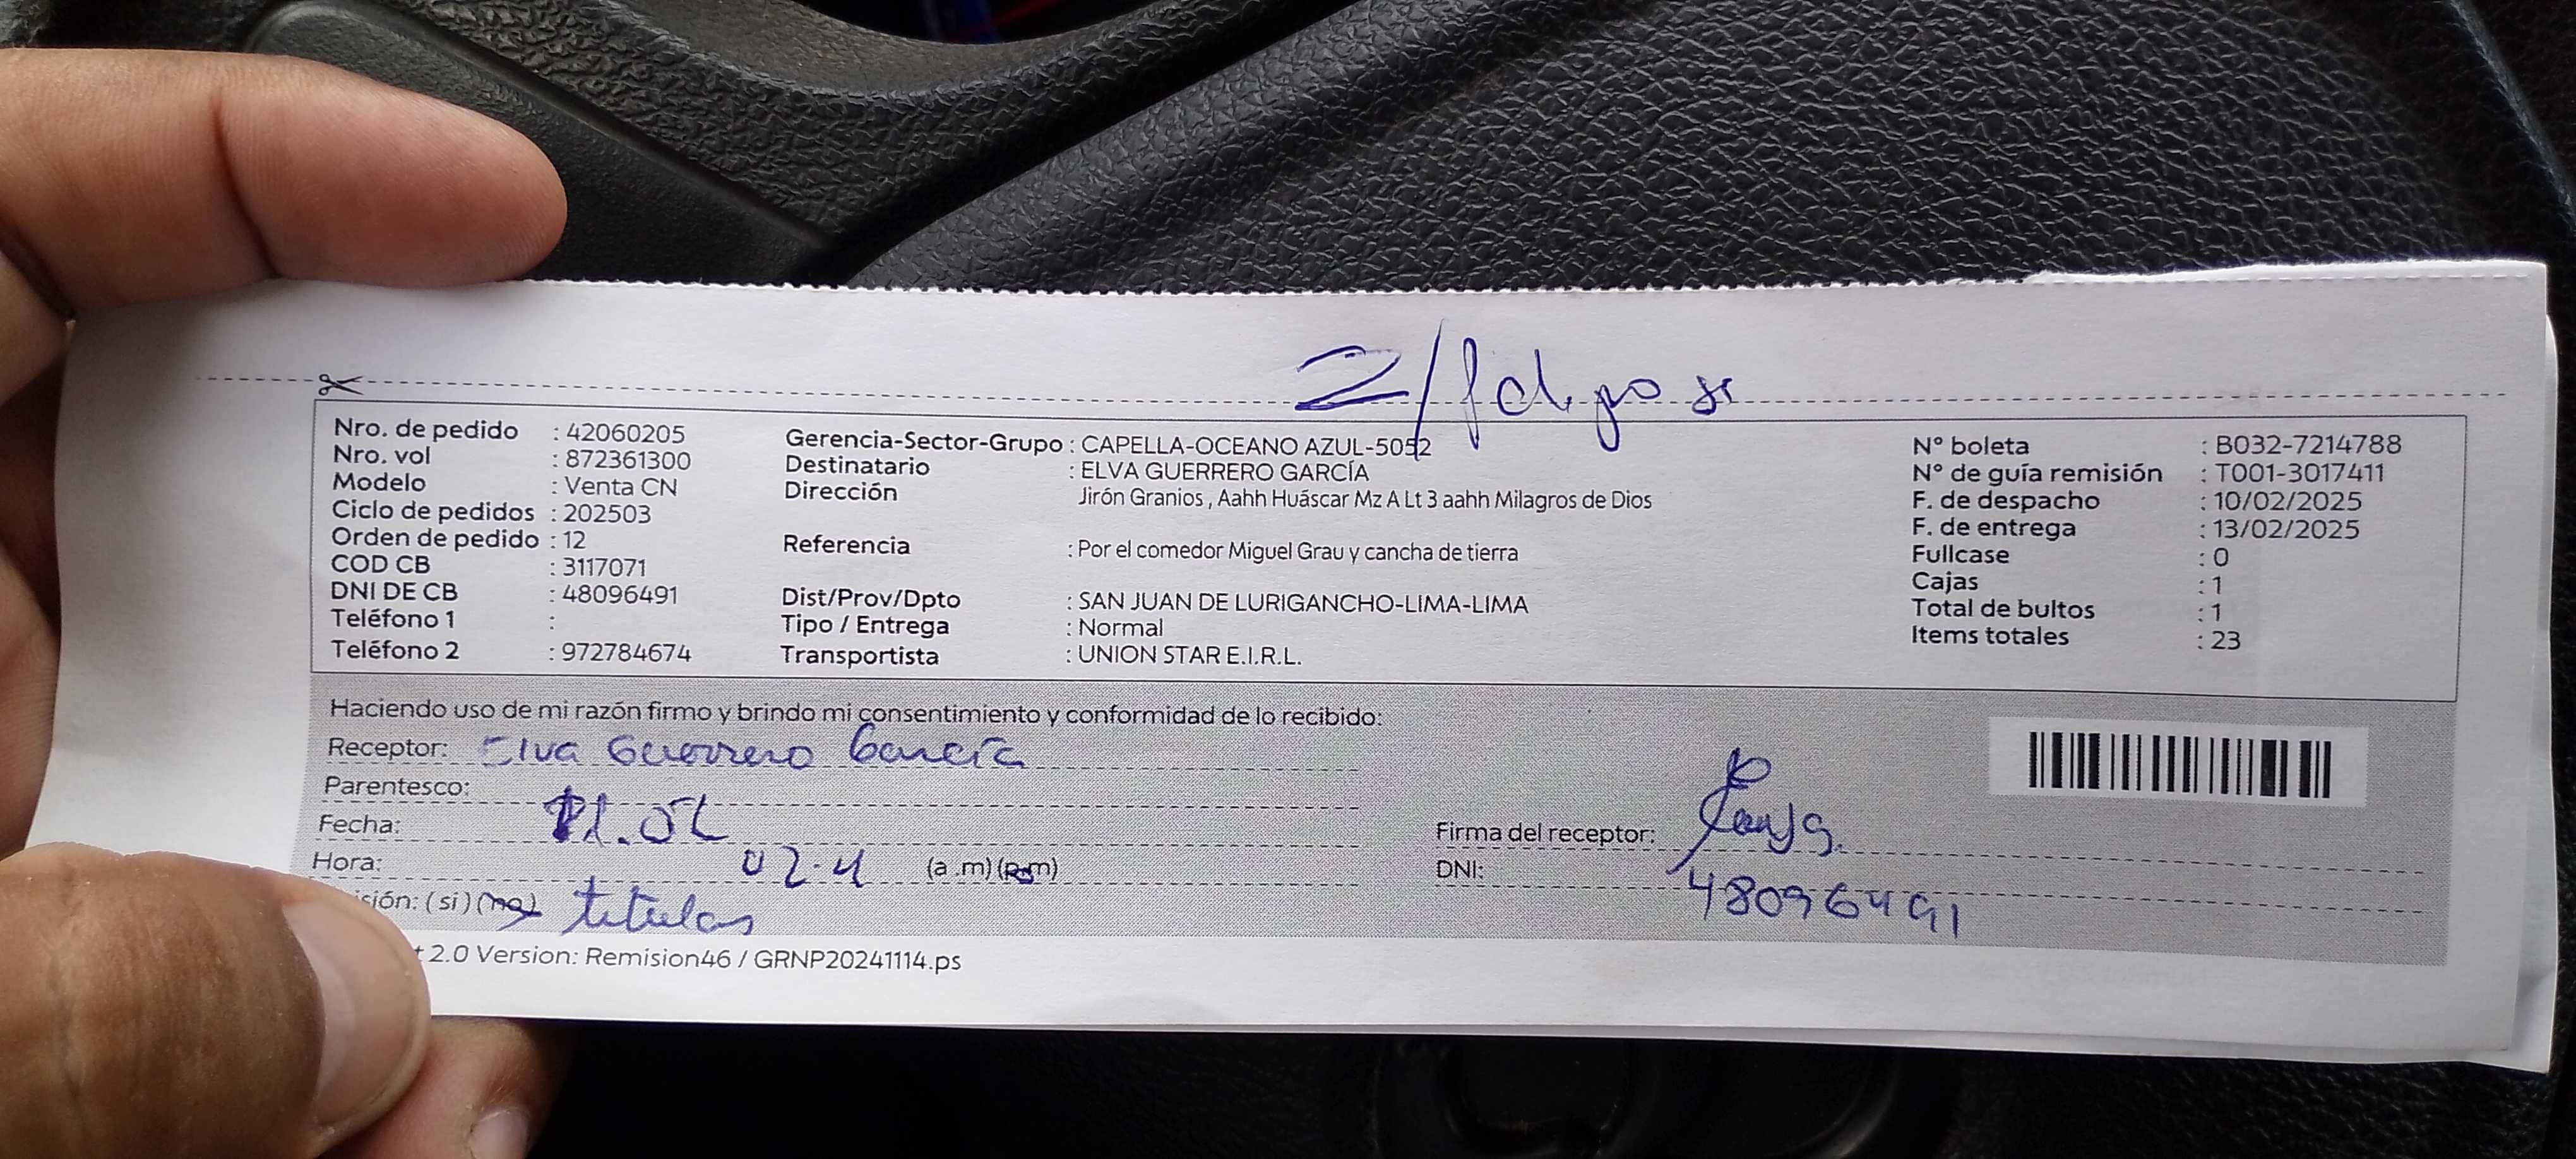 Nro. de pedido : 42060205
Nro. vol : 872361300
Modelo : Venta CN
Ciclo de pedidos : 202503
Orden de pedido : 12
COD CB : 3117071
DNI DE CB : 48096491
Teléfono 1 :
Teléfono 2 : 972784674
Gerencia-Sector-Grupo : CAPELLA-OCEANO AZUL-5052
Destinatario : ELVA GUERRERO GARCÍA
Dirección Jirón Granios , Aahh Huáscar Mz A Lt 3 aahh Milagros de Dios
Referencia : Por el comedor Miguel Grau y cancha de tierra
Dist/Prov/Dpto : SAN JUAN DE LURIGANCHO-LIMA-LIMA
Tipo / Entrega : Normal
Transportista : UNION STAR E.I.R.L.
N° boleta : B032-7214788
N° de guía remisión : T001-3017411
F. de despacho : 10/02/2025
F. de entrega : 13/02/2025
Fullcase : 0
Cajas : 1
Total de bultos : 1
Items totales : 23
Haciendo uso de mi razón firmo y brindo mi consentimiento y conformidad de lo recibido:
Receptor: Elva Guerrero García
Parentesco:
Fecha:
Hora: (a .m) (p.m)
sión: ( si ) (no) titular
Firma del receptor:
DNI: 48096491
t 2.0 Version: Remision46 / GRNP20241114.ps